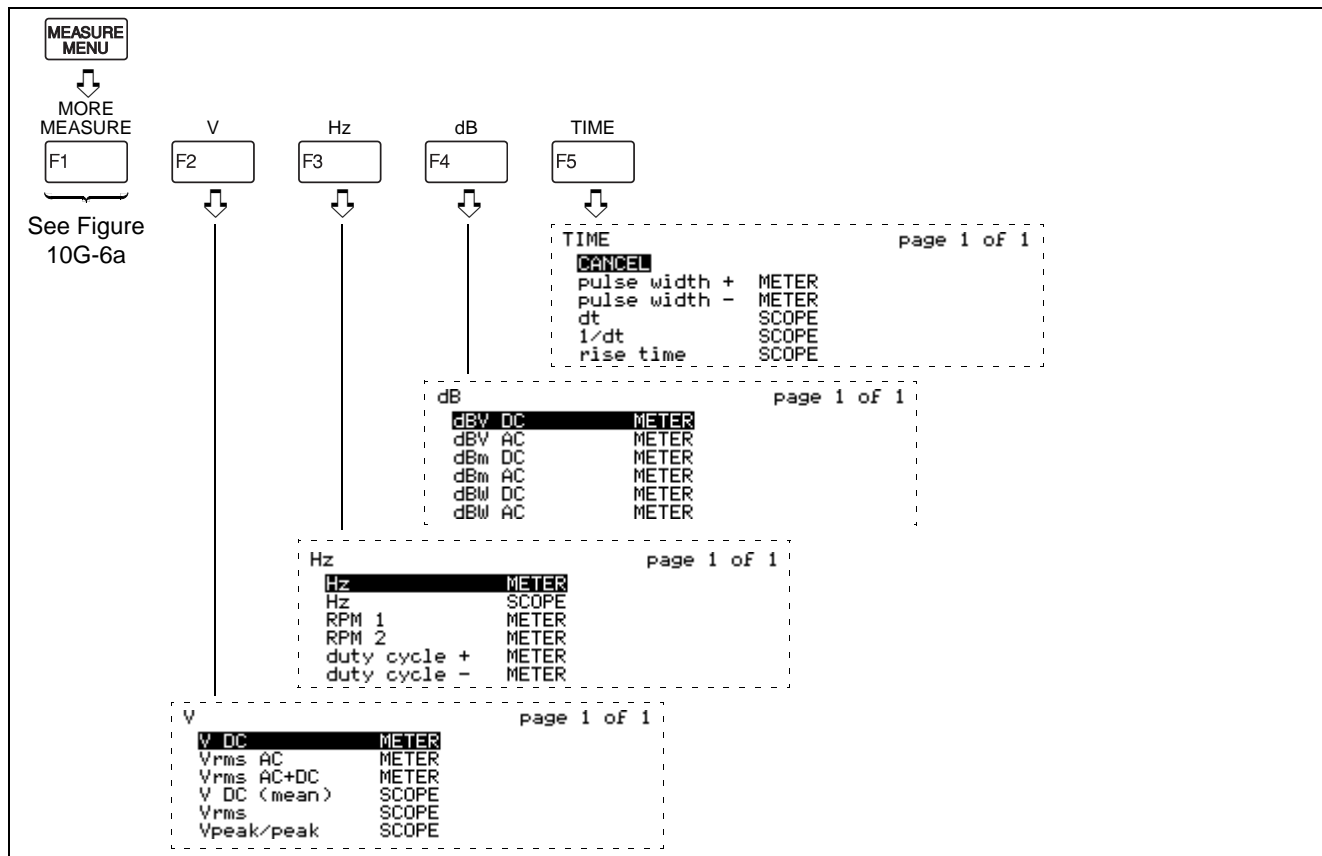 MEASURE
MENU
MORE
MEASURE
V
Hz
dB
TIME
F1
F2
F3
F4
F5
See Figure
10G-6a
TIME page 1 of 1
CANCEL
pulse width + METER
pulse width - METER
dt SCOPE
1/dt SCOPE
rise time SCOPE
dB page 1 of 1
dBV DC METER
dBV AC METER
dBm DC METER
dBm AC METER
dBW DC METER
dBW AC METER
Hz page 1 of 1
Hz METER
Hz SCOPE
RPM 1 METER
RPM 2 METER
duty cycle + METER
duty cycle - METER
V page 1 of 1
V DC METER
Vrms AC METER
Vrms AC+DC METER
V DC (mean) SCOPE
Vrms SCOPE
Vpeak/peak SCOPE